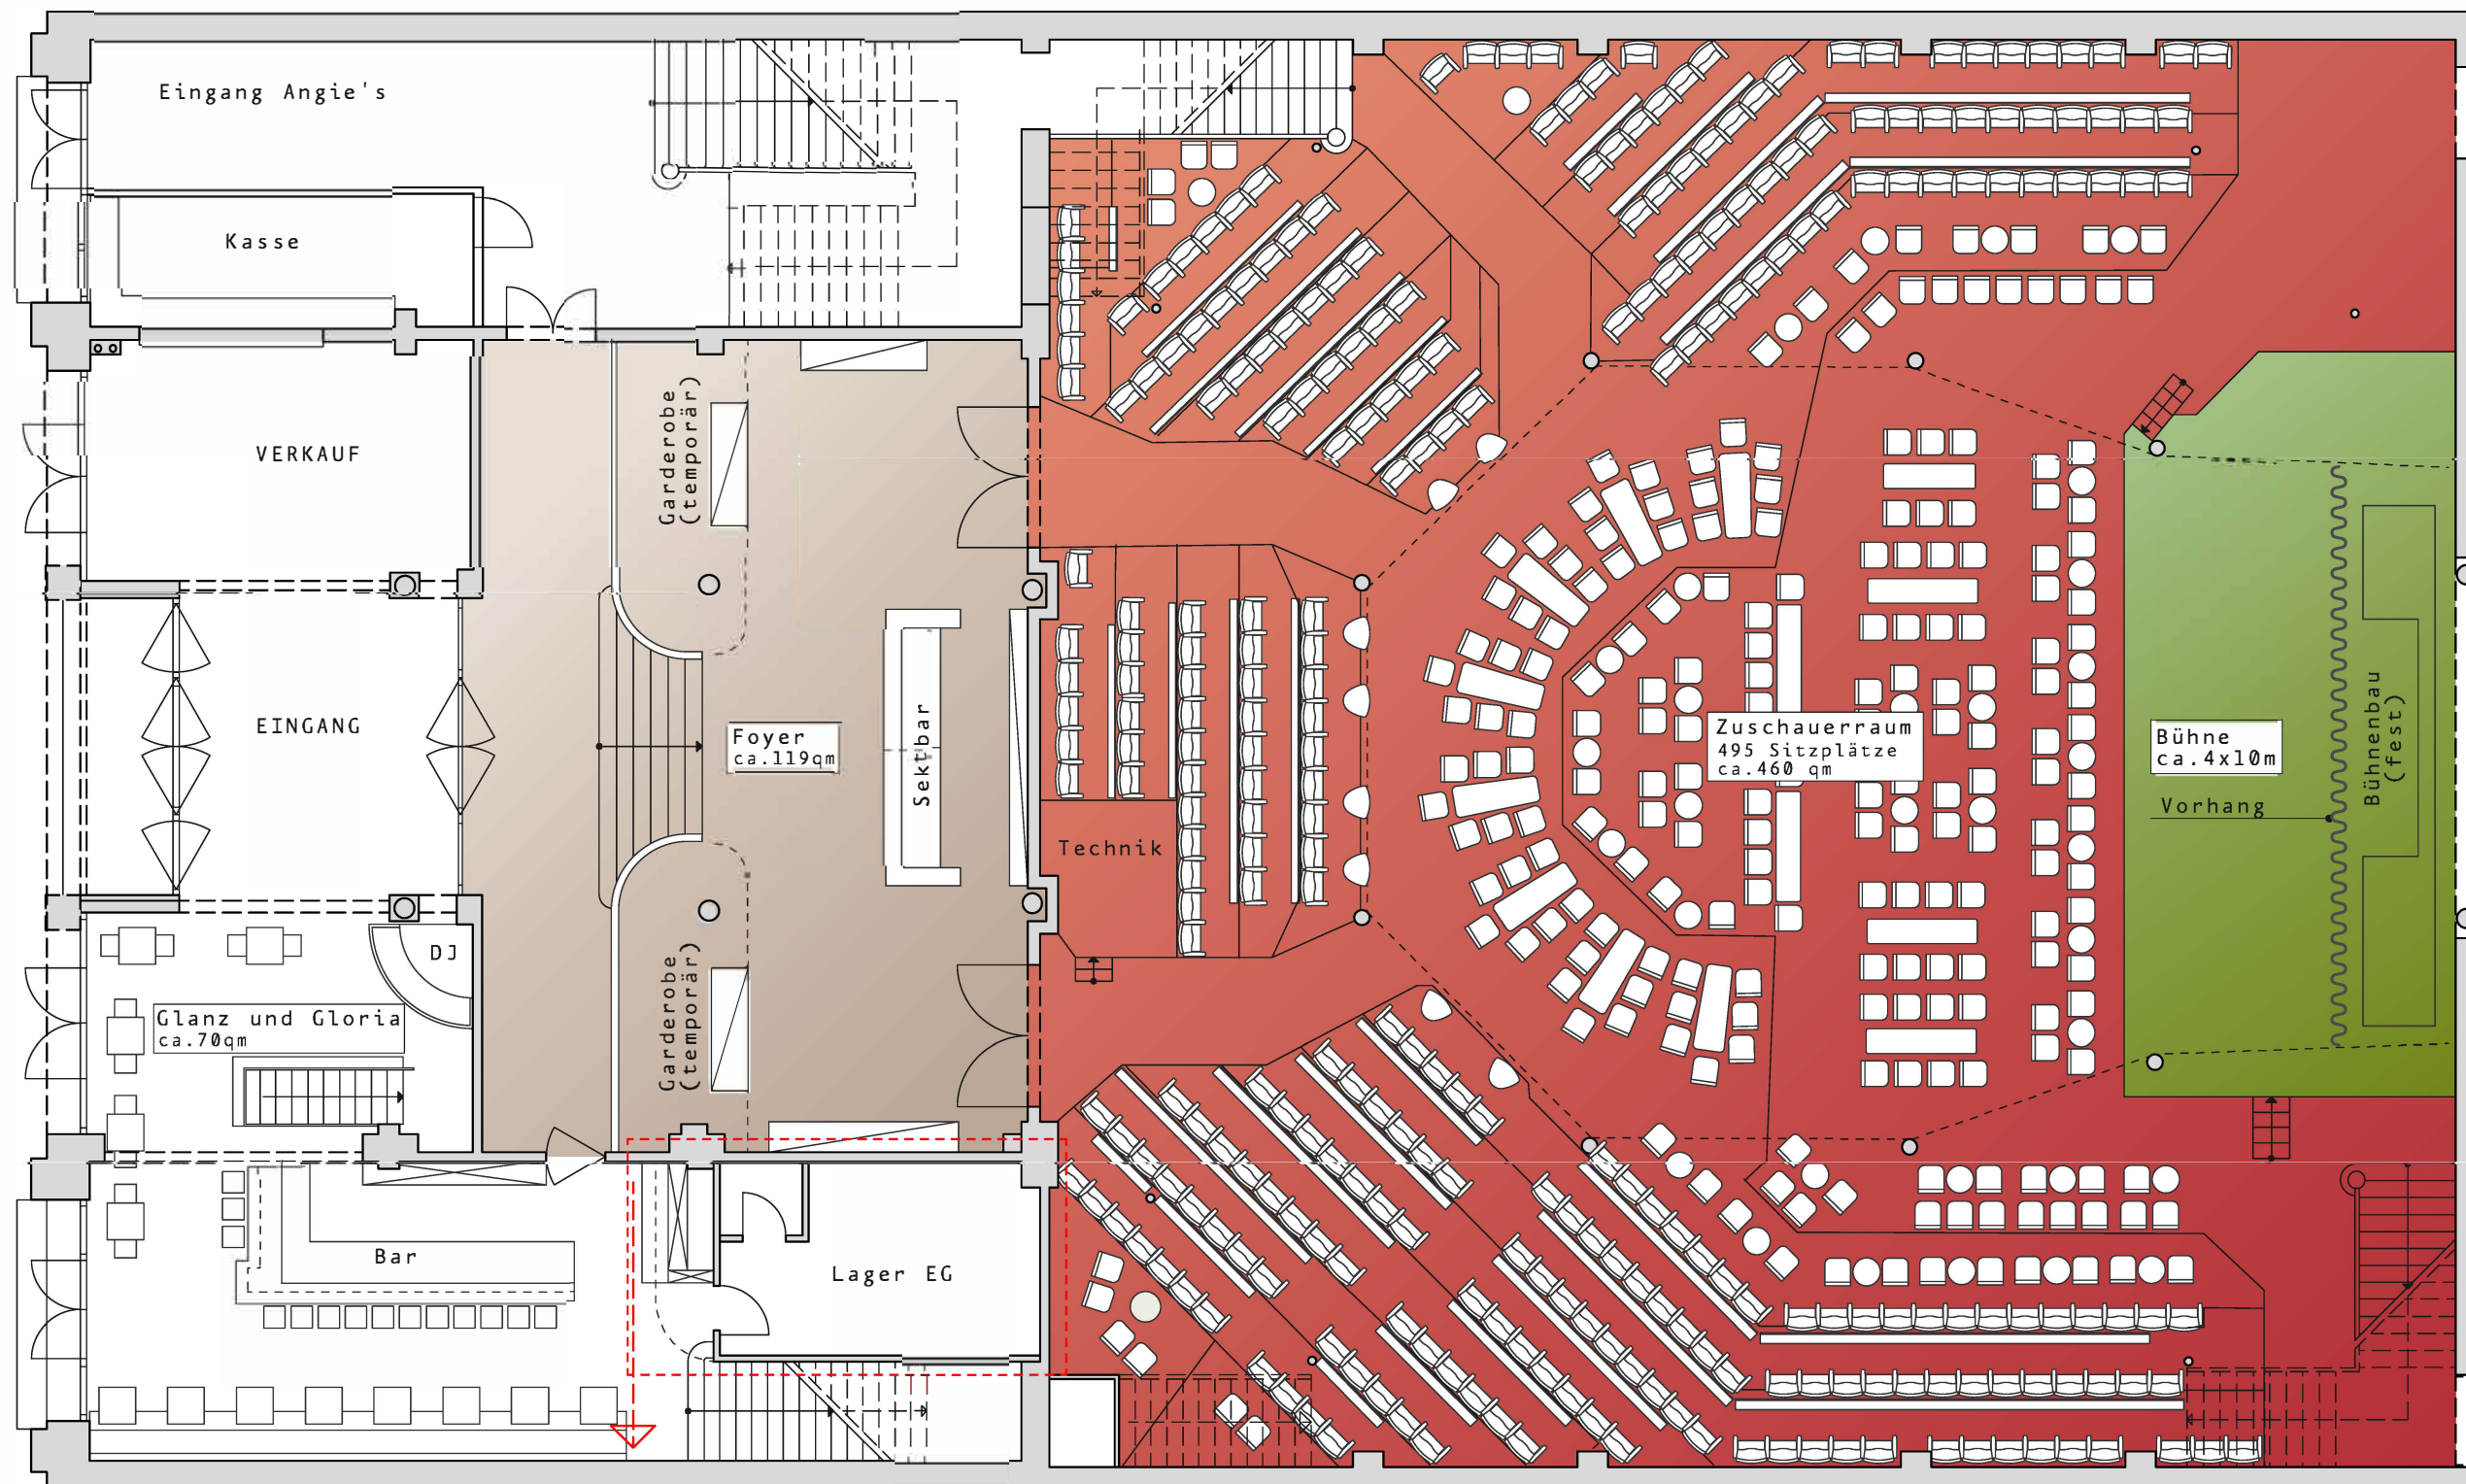 Eingang Angie's
Kasse
VERKAUF
EINGANG
DJ
Glanz und Gloria
ca.70qm
Bar
Lager EG
Garderobe
(temporär)
Foyer
ca.119qm
Sektbar
Garderobe
(temporär)
Technik
Zuschauerraum
495 Sitzplätze
ca.460 qm
Bühne
ca.4x10m
Vorhang
Bühnenbau
(fest)